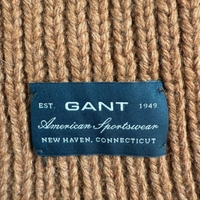 EST. GANT 1949
American Sportswear
NEW HAVEN, CONNECTICUT